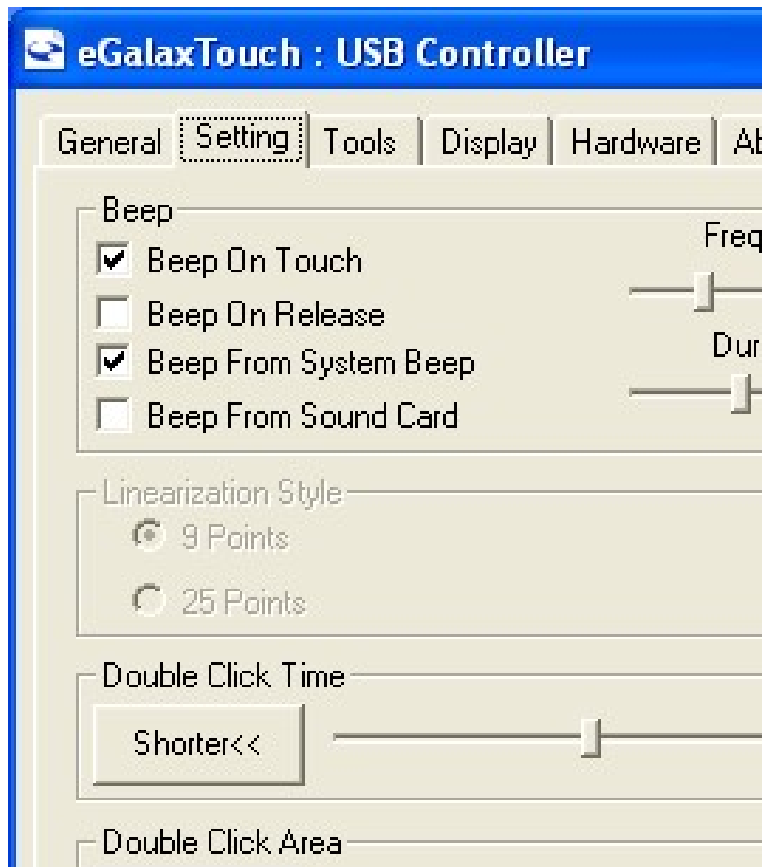 eGalaxTouch : USB Controller
General Setting Tools Display Hardware
Beep
Beep On Touch
Beep On Release
Beep From System Beep
Beep From Sound Card
Linearization Style
9 Points
25 Points
Double Click Time
Shorter<<
Double Click Area